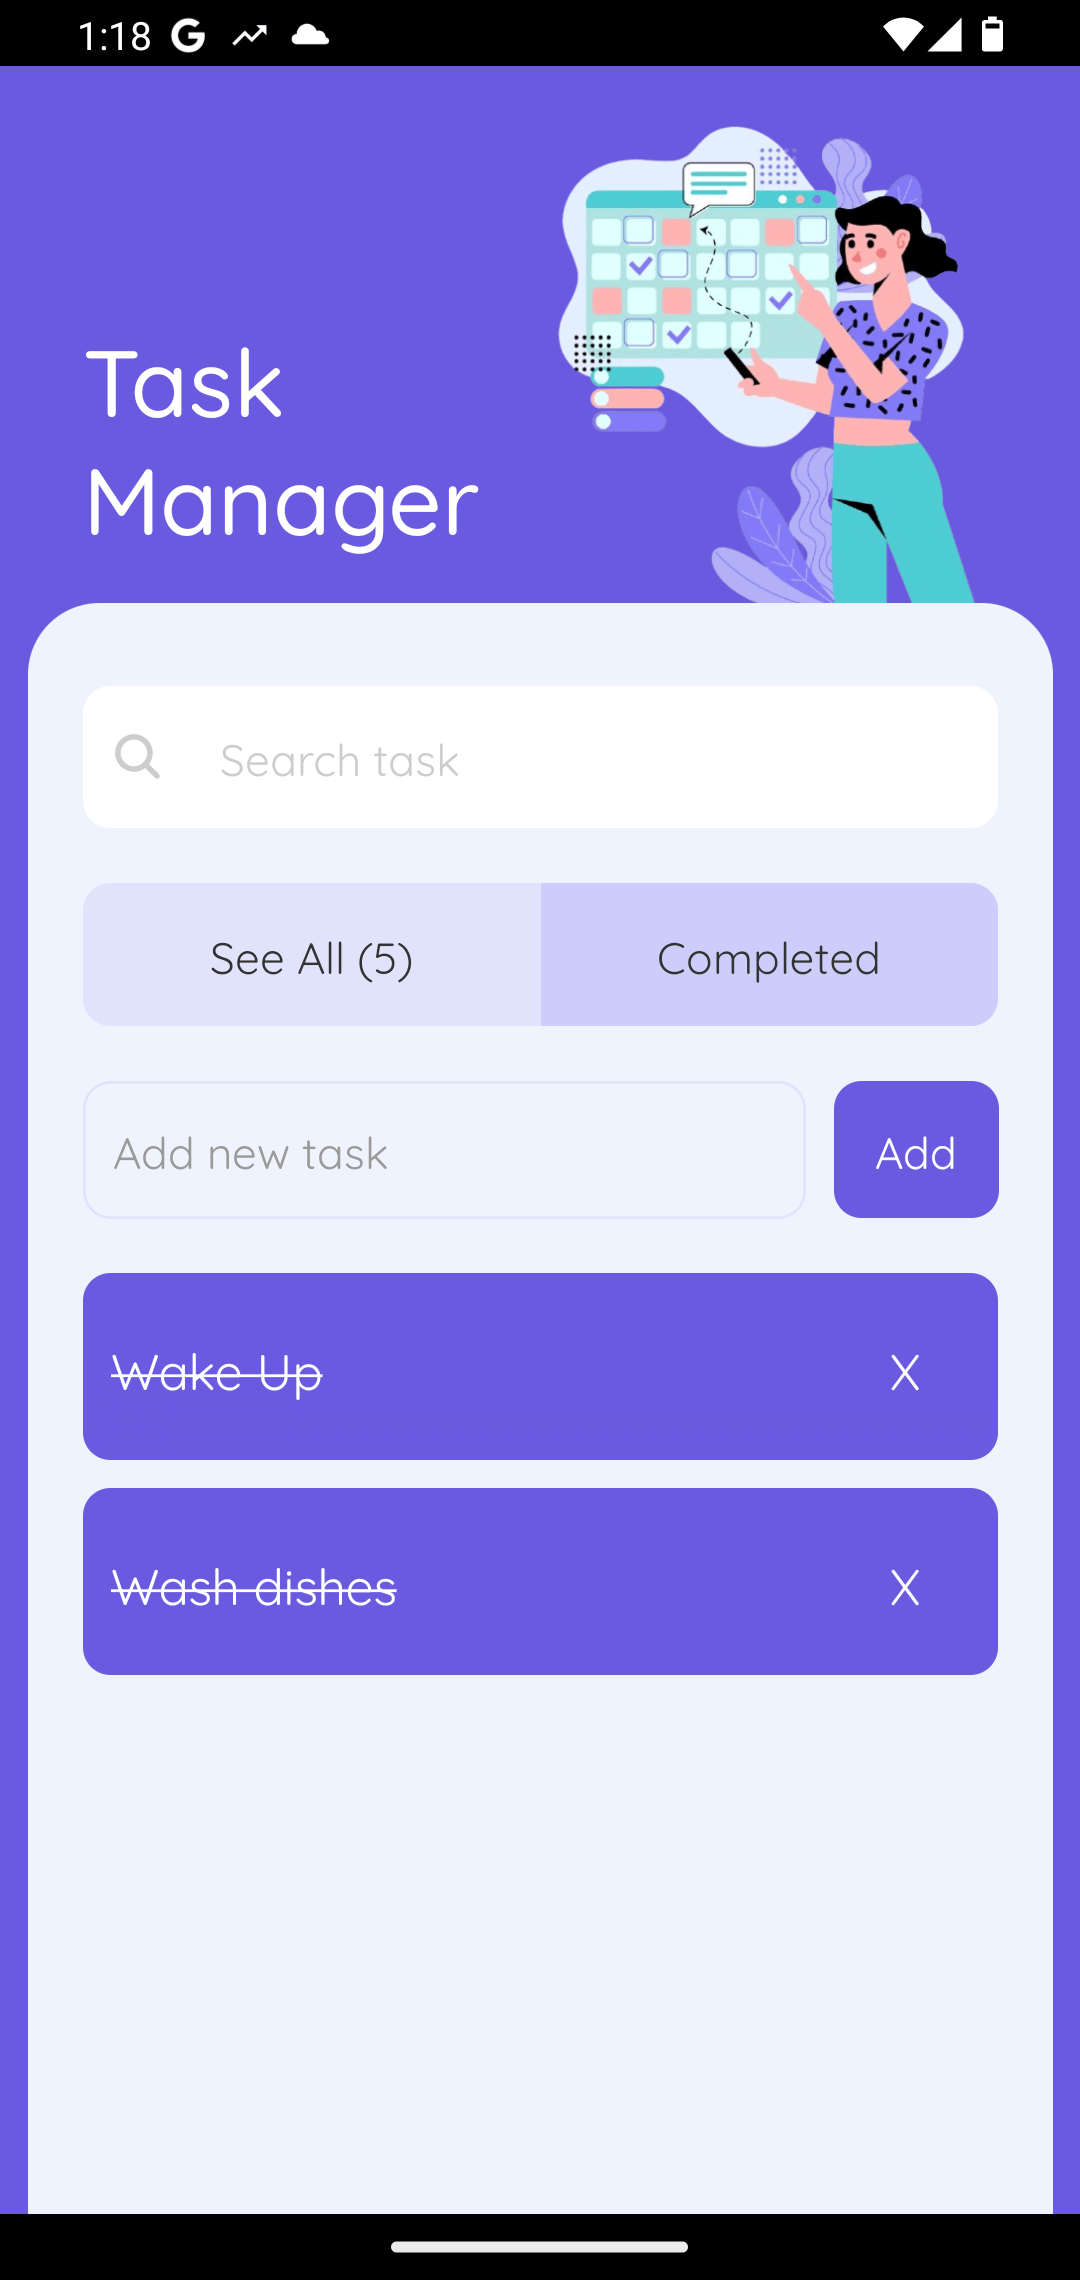 1:18
Task
Manager
Search task
See All (5)
Completed
Add new task
Add
Wake Up
X
Wash dishes
X